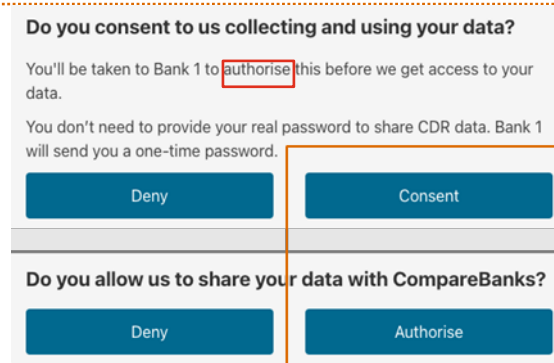 Do you consent to us collecting and using your data?
You'll be taken to Bank 1 to authorise this before we get access to your
data.
You don't need to provide your real password to share CDR data. Bank 1
will send you a one-time password.
Deny Consent
Do you allow us to share your data with CompareBanks?
Deny Authorise